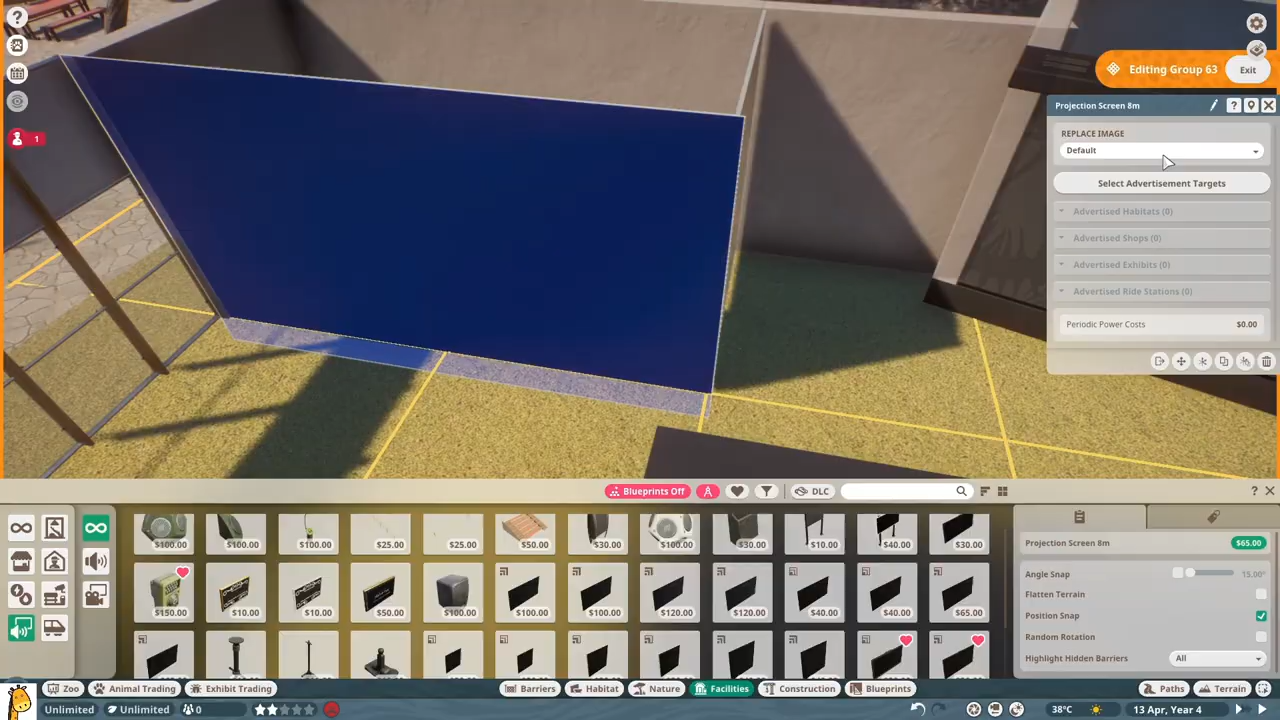 Editing Group 63
Exit
Projection Screen 8m
?
1
REPLACE IMAGE
Default
Select Advertisement Targets
Advertised Habitats (0)
Advertised Shops (0)
Advertised Exhibits (0)
Advertised Ride Stations (0)
Periodic Power Costs $0.00
Blueprints Off
DLC
?
$100.00 $100.00 $100.00 $25.00 $25.00 $50.00 $30.00 $100.00 $30.00 $10.00 $40.00 $30.00
$150.00 $10.00 $10.00 $50.00 $100.00 $100.00 $100.00 $120.00 $120.00 $40.00 $40.00 $65.00
Projection Screen 8m $65.00
Angle Snap 15.00°
Flatten Terrain
Position Snap
Random Rotation
Highlight Hidden Barriers All
Zoo Animal Trading Exhibit Trading Barriers Habitat Nature Facilities Construction Blueprints Paths Terrain
Unlimited Unlimited 0 38°C 13 Apr, Year 4